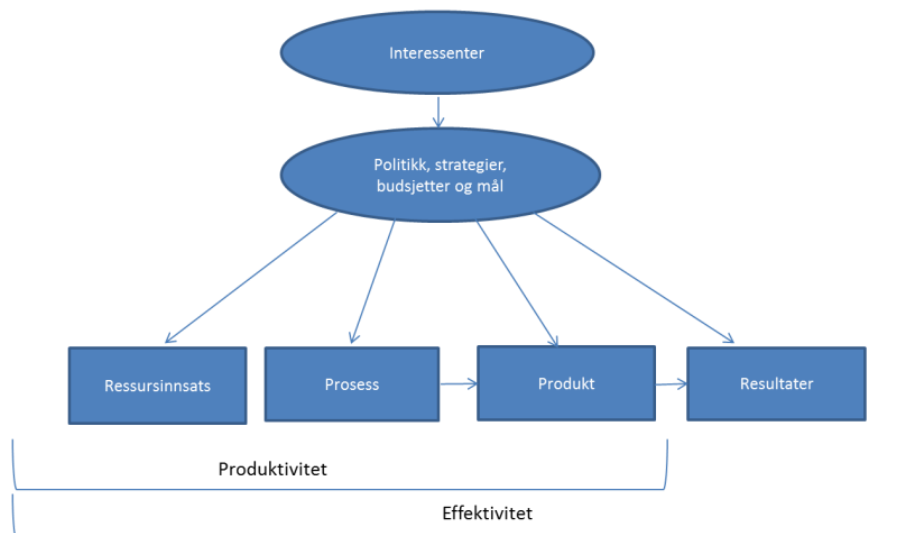 Interessenter
Politikk, strategier,
budsjetter og mål
Ressursinnsats
Prosess
Produkt
Resultater
Produktivitet
Effektivitet